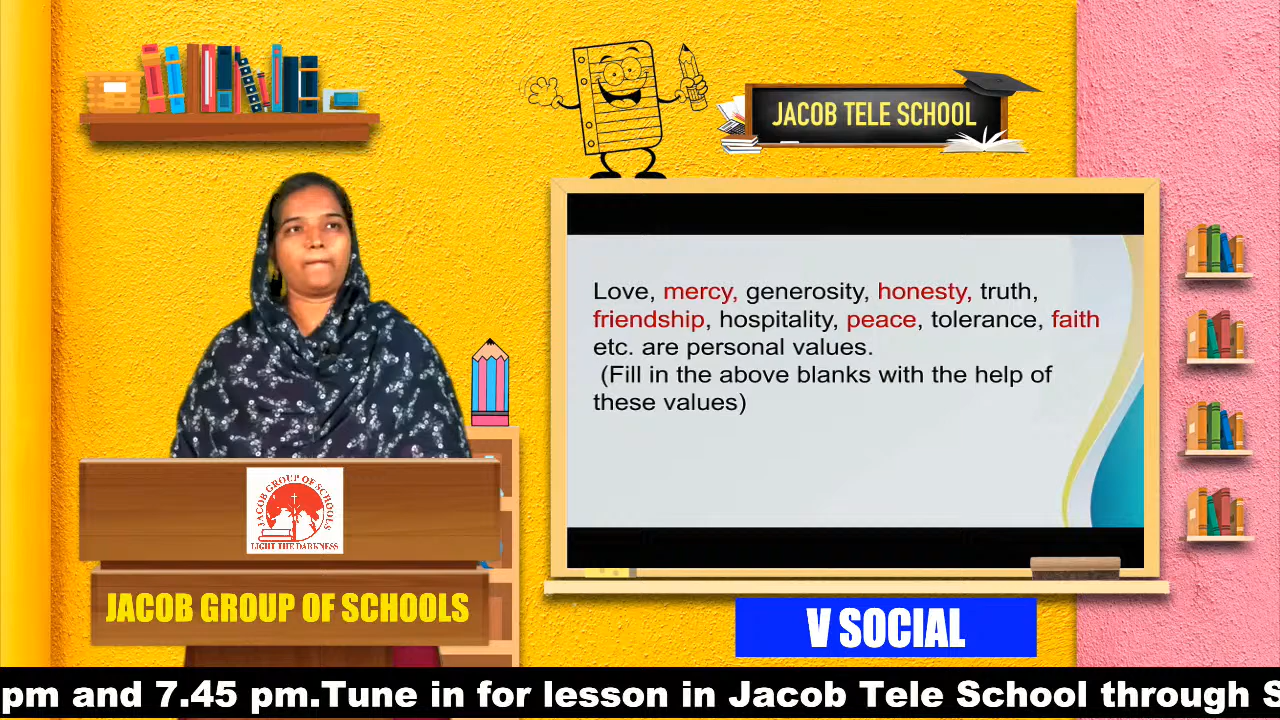 JACOB TELE SCHOOL
Love, mercy, generosity, honesty, truth,
friendship, hospitality, peace, tolerance, faith
etc. are personal values.
(Fill in the above blanks with the help of
these values)
JACOB GROUP OF SCHOOLS
LIGHT THE DARKNESS
JACOB GROUP OF SCHOOLS
V SOCIAL
pm and 7.45 pm.Tune in for lesson in Jacob Tele School through S